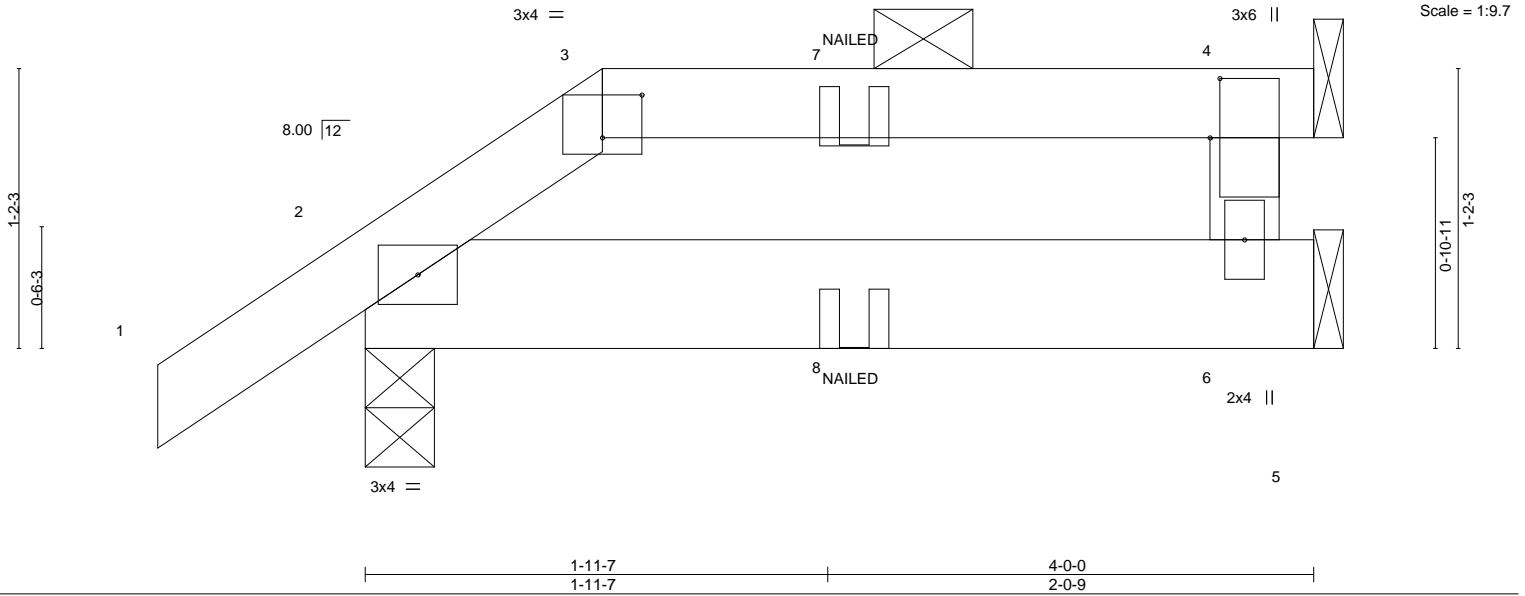 3x4 =
3x6 ||
Scale = 1:9.7
NAILED
3
7
4
8.00 12
1-2-3
1-2-3
2
0-10-11
0-6-3
1
8
NAILED
6
2x4 ||
3x4 =
5
1-11-7
4-0-0
1-11-7
2-0-9